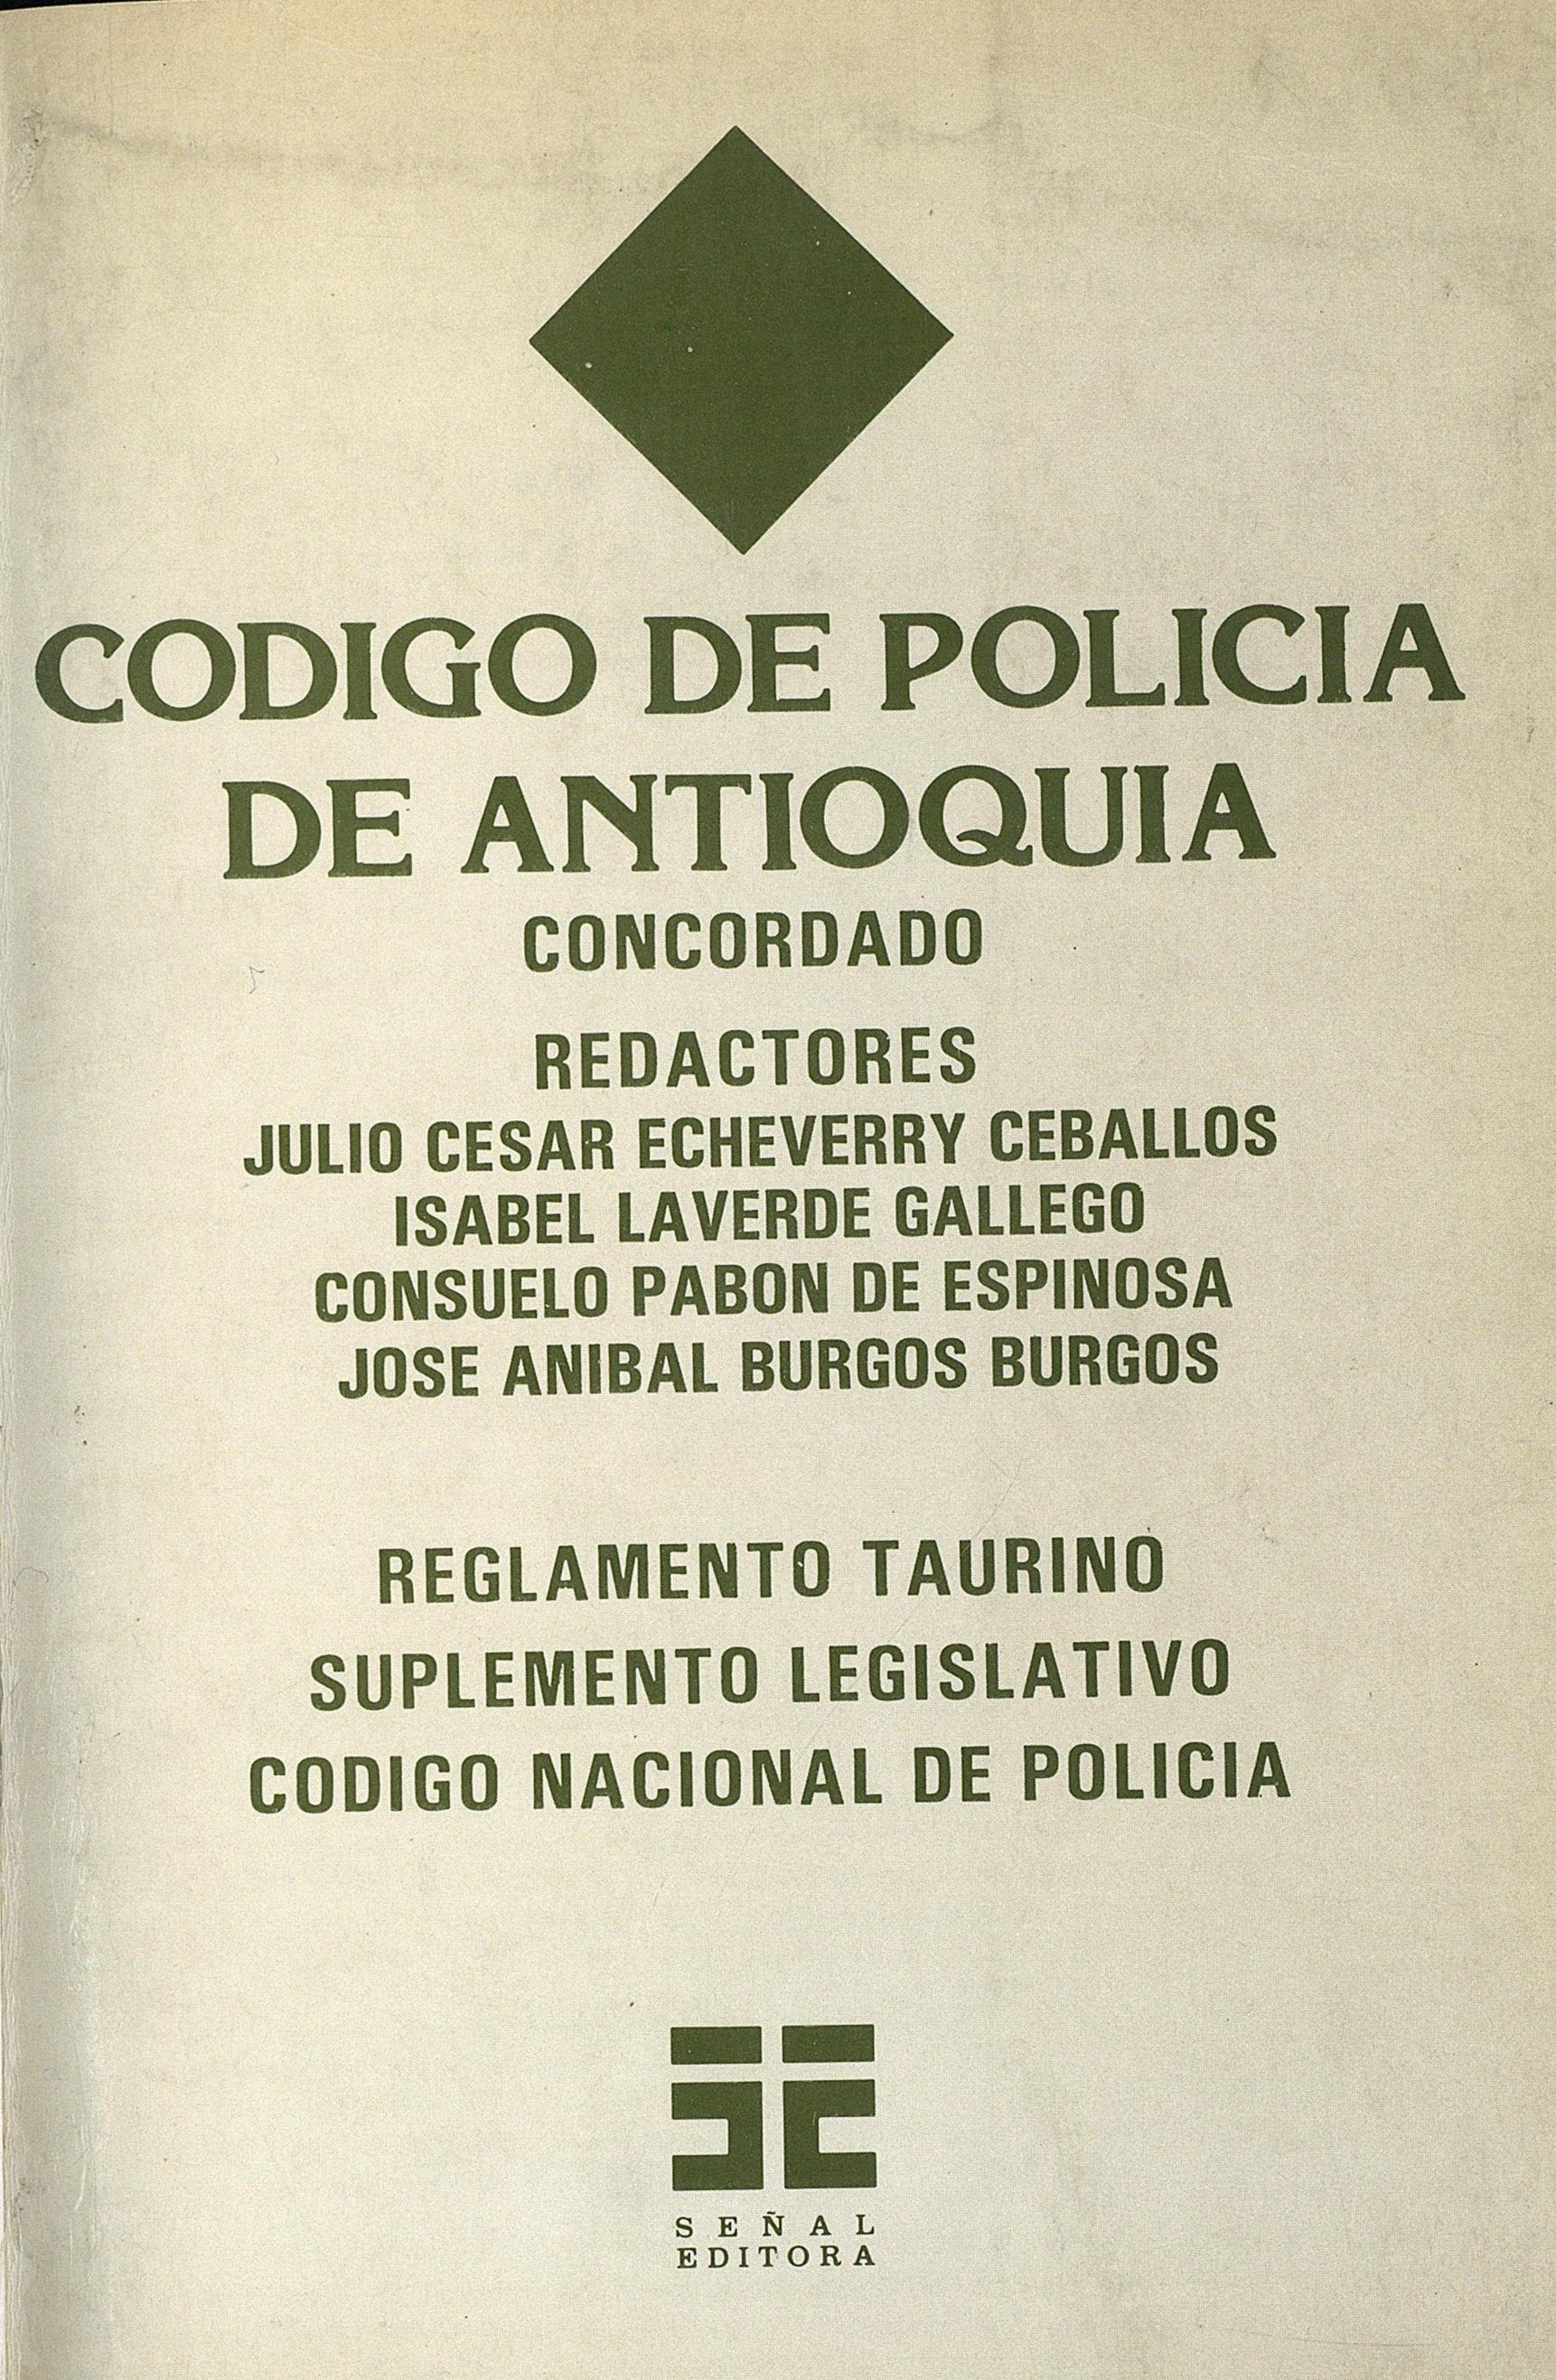 CODIGO DE POLICIA
DE ANTIOQUIA
CONCORDADO
REDACTORES
JULIO CESAR ECHEVERRY CEBALLOS
ISABEL LAVERDE GALLEGO
CONSUELO PABON DE ESPINOSA
JOSE ANIBAL BURGOS BURGOS
REGLAMENTO TAURINO
SUPLEMENTO LEGISLATIVO
CODIGO NACIONAL DE POLICIA
SEÑAL
EDITORA